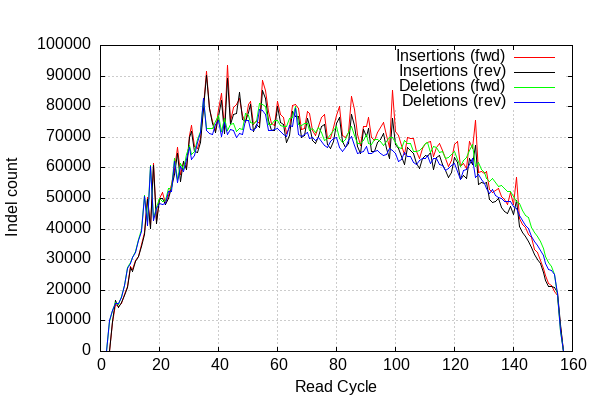 100000
90000
80000
70000
60000
50000
40000
30000
20000
10000
0
Indel count
Insertions (fwd)
Insertions (rev)
Deletions (fwd)
Deletions (rev)
0 20 40 60 80 100 120 140 160
Read Cycle